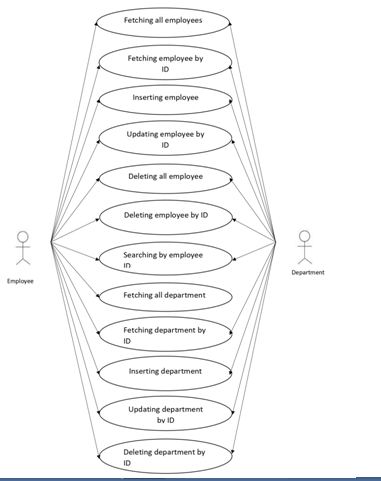 Fetching all employees
Fetching employee by
ID
Inserting employee
Updating employee by
ID
Deleting all employee
Deleting employee by ID
Searching by employee
ID
Fetching all department
Fetching department by
ID
Inserting department
Updating department
by ID
Deleting department by
ID
Employee
Department